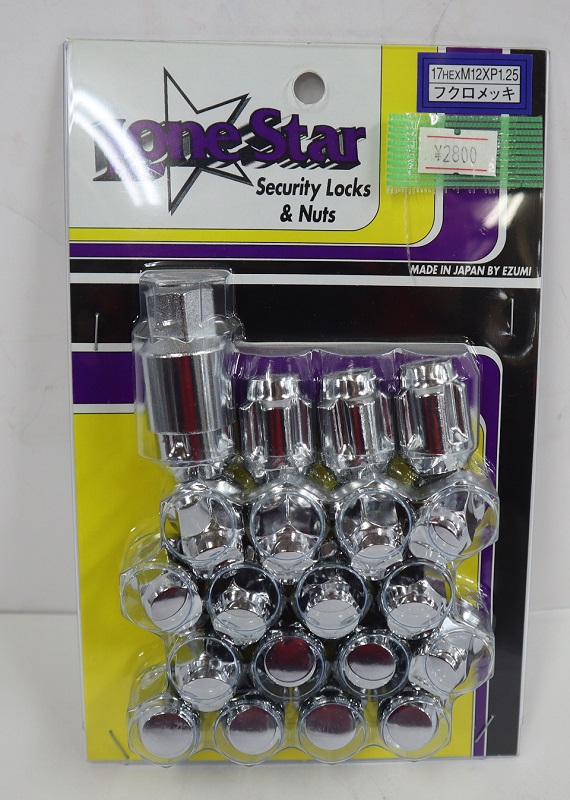 17HEXM12XP1.25
フクロメッキ
¥2800
Lone Star
Security Locks
& Nuts
MADE IN JAPAN BY EZUMI